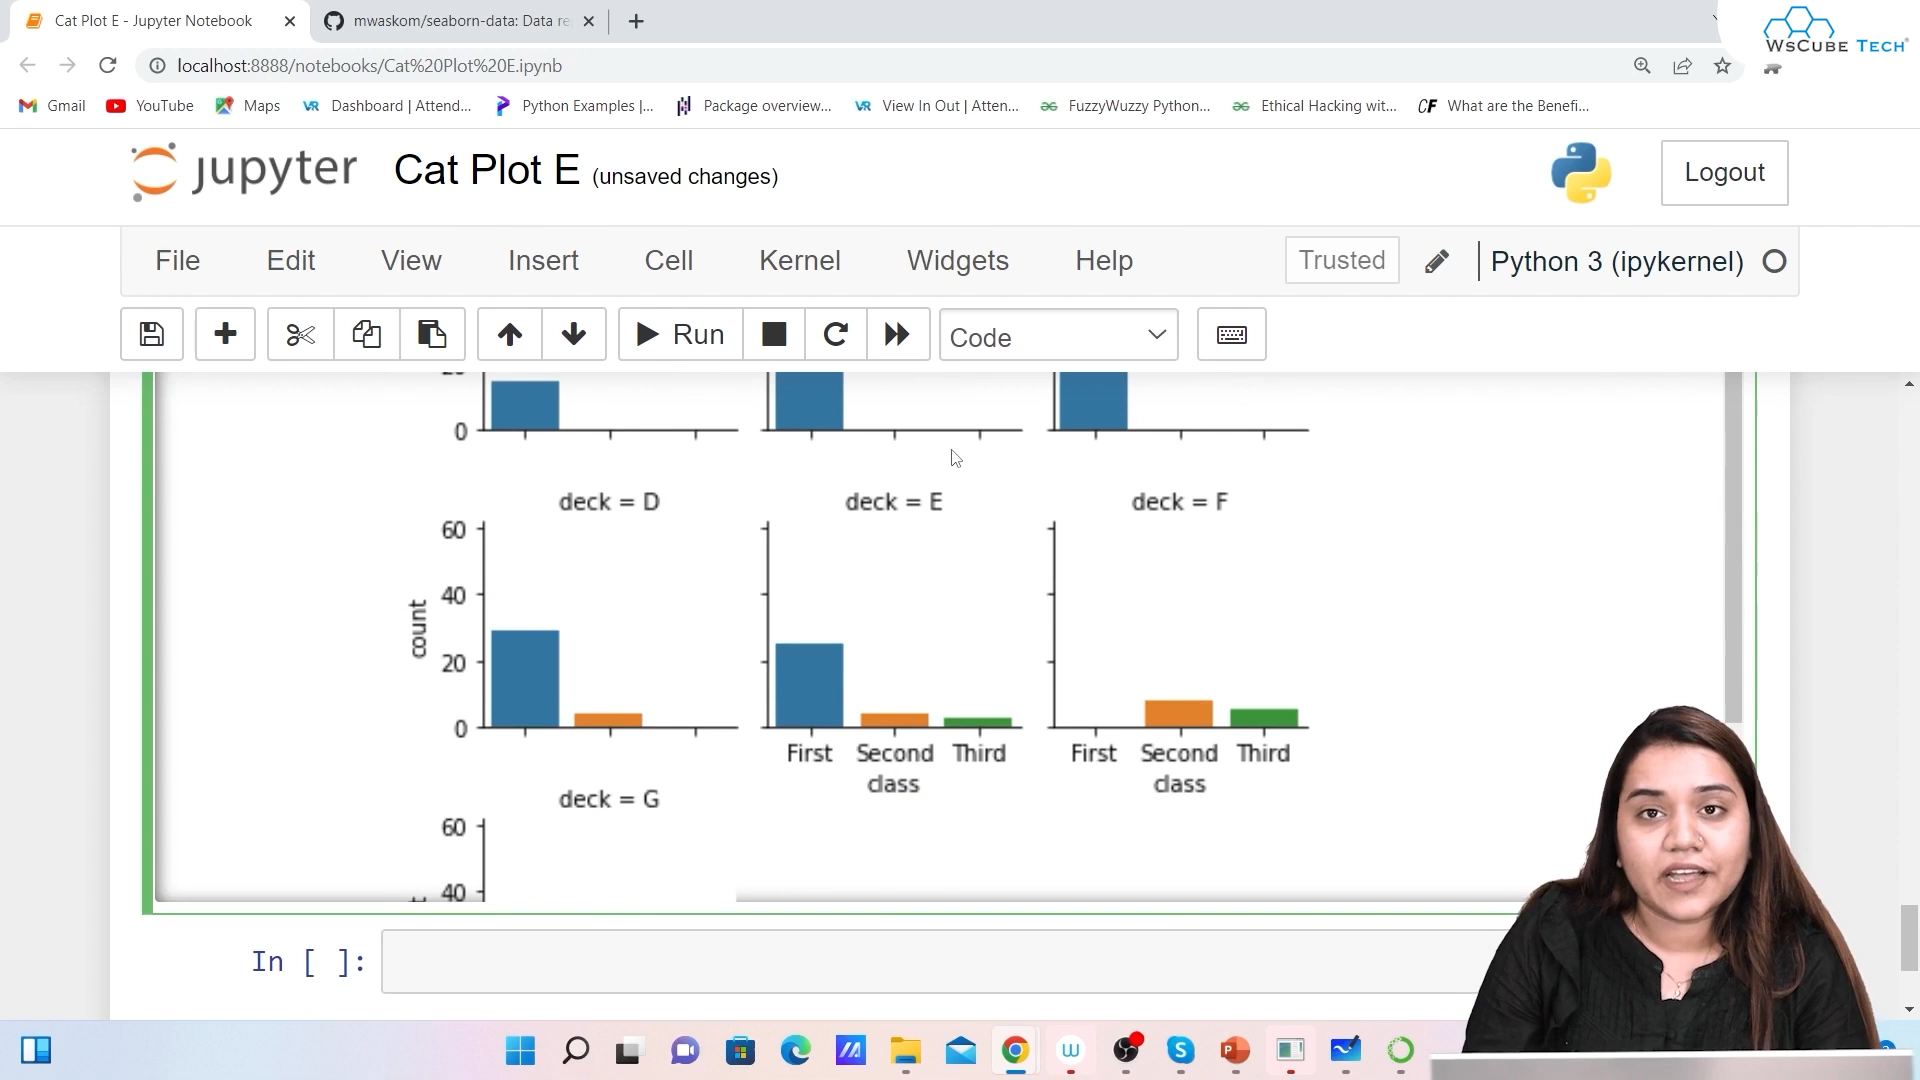 Cat Plot E - Jupyter Notebook
mwaskom/seaborn-data: Data re
WsCube Tech
localhost:8888/notebooks/Cat%20Plot%20E.ipynb
Gmail
YouTube
Maps
VR Dashboard | Attend...
Python Examples |...
Package overview...
VR View In Out | Atten...
FuzzyWuzzy Python...
Ethical Hacking wit...
CF What are the Benefi...
jupyter
Cat Plot E (unsaved changes)
Logout
File
Edit
View
Insert
Cell
Kernel
Widgets
Help
Trusted
Python 3 (ipykernel)
Run
Code
0
deck = D
deck = E
deck = F
60
40
20
0
count
First Second Third
class
First Second Third
class
deck = G
60
40
In [ ]: